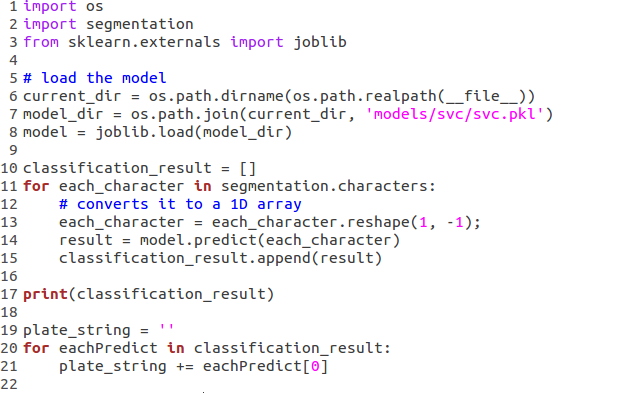 1 import os
2 import segmentation
3 from sklearn.externals import joblib
4
5 # load the model
6 current_dir = os.path.dirname(os.path.realpath(__file__))
7 model_dir = os.path.join(current_dir, 'models/svc/svc.pkl')
8 model = joblib.load(model_dir)
9
10 classification_result = []
11 for each_character in segmentation.characters:
12     # converts it to a 1D array
13     each_character = each_character.reshape(1, -1);
14     result = model.predict(each_character)
15     classification_result.append(result)
16
17 print(classification_result)
18
19 plate_string = ''
20 for eachPredict in classification_result:
21     plate_string += eachPredict[0]
22